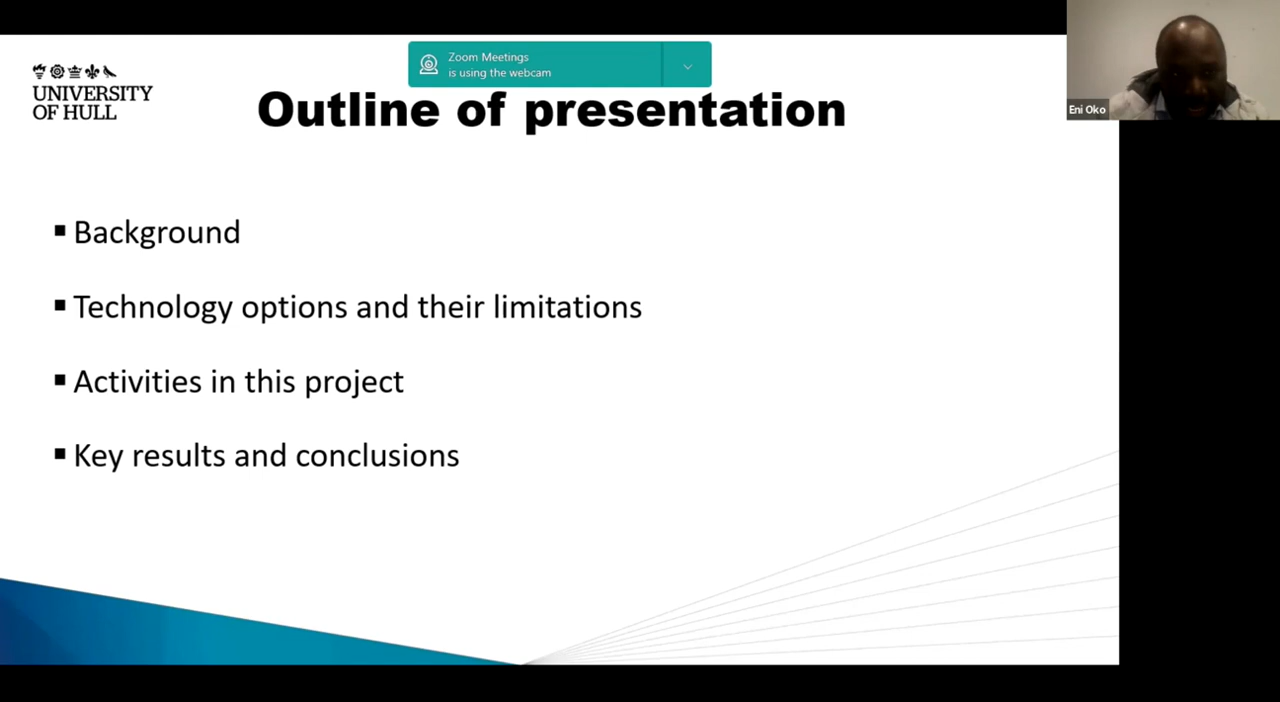 UNIVERSITY
OF HULL
Zoom Meetings
is using the webcam
Outline of presentation
Eni Oko
▪ Background
▪ Technology options and their limitations
▪ Activities in this project
▪ Key results and conclusions